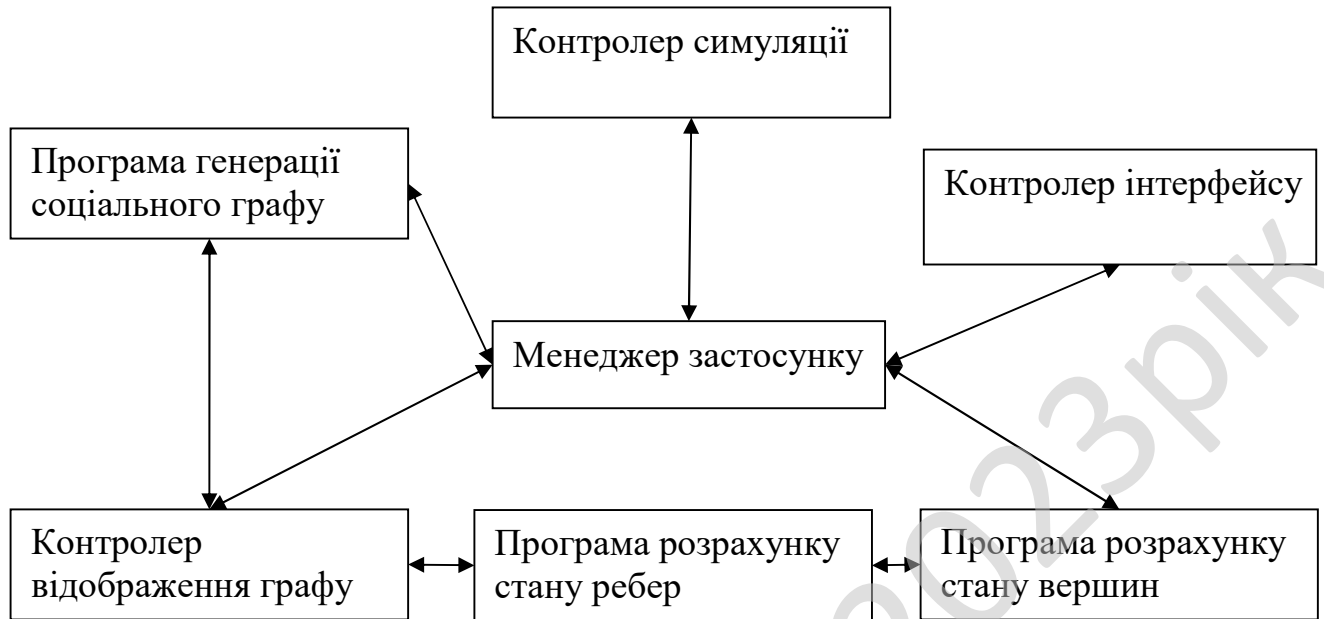 Контролер симуляції
Програма генерації
соціального графу
Контролер інтерфейсу
Менеджер застосунку
Контролер
відображення графу
Програма розрахунку
стану ребер
Програма розрахунку
стану вершин
2023рік